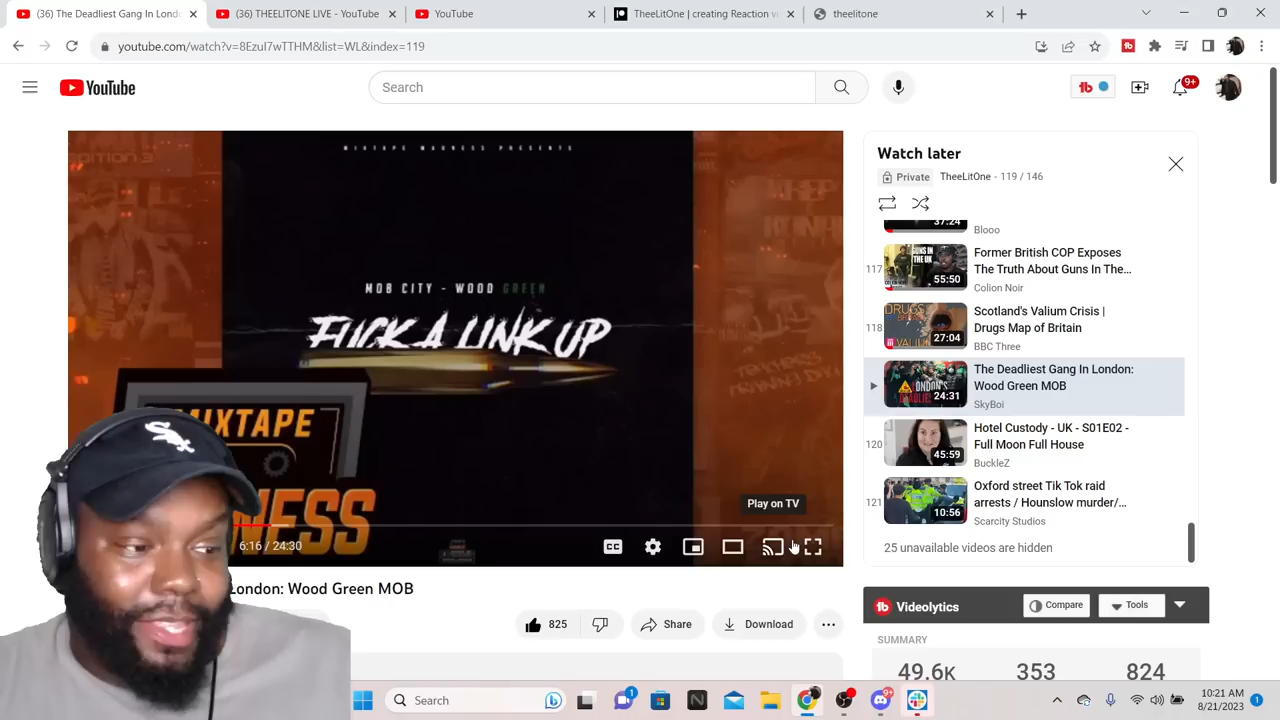 (36) The Deadliest Gang In Lond
(36) THEELITONE LIVE - YouTube
YouTube
TheeLitOne | creating Reaction v
theelitone
youtube.com/watch?v=8EzuI7wTTHM&list=WL&index=119
YouTube
Search
9+
MIXTAPE MADNESS PRESENTS
MOB CITY - WOOD GREEN
FUCK A LINK UP
MIXTAPE
MADNESS
Play on TV
6:16 / 24:30
London: Wood Green MOB
825
Share
Download
Watch later
Private
TheeLitOne - 119 / 146
37:24
Blooo
117
55:50
Former British COP Exposes
The Truth About Guns In The...
Colion Noir
118
27:04
Scotland's Valium Crisis |
Drugs Map of Britain
BBC Three
24:31
The Deadliest Gang In London:
Wood Green MOB
SkyBoi
120
45:59
Hotel Custody - UK - S01E02 -
Full Moon Full House
BuckleZ
121
10:56
Oxford street Tik Tok raid
arrests / Hounslow murder/...
Scarcity Studios
25 unavailable videos are hidden
Videolytics
Compare
Tools
SUMMARY
49.6K
353
824
Search
10:21 AM
8/21/2023